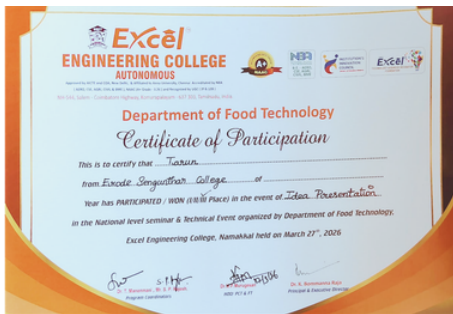 Excel
ENGINEERING COLLEGE
AUTONOMOUS
NBA
Excel
Department of Food Technology
Certificate of Participation
This is to certify that Tarun
from Erode Sengunthar College of
Year has PARTICIPATED / WON (I/II/III Place) in the event of Idea Presentation
in the National level seminar & Technical Event organized by Department of Food Technology,
Excel Engineering College, Namakkal held on March 27th, 2026
Program Coordinators
HOD
Principal & Executive Director